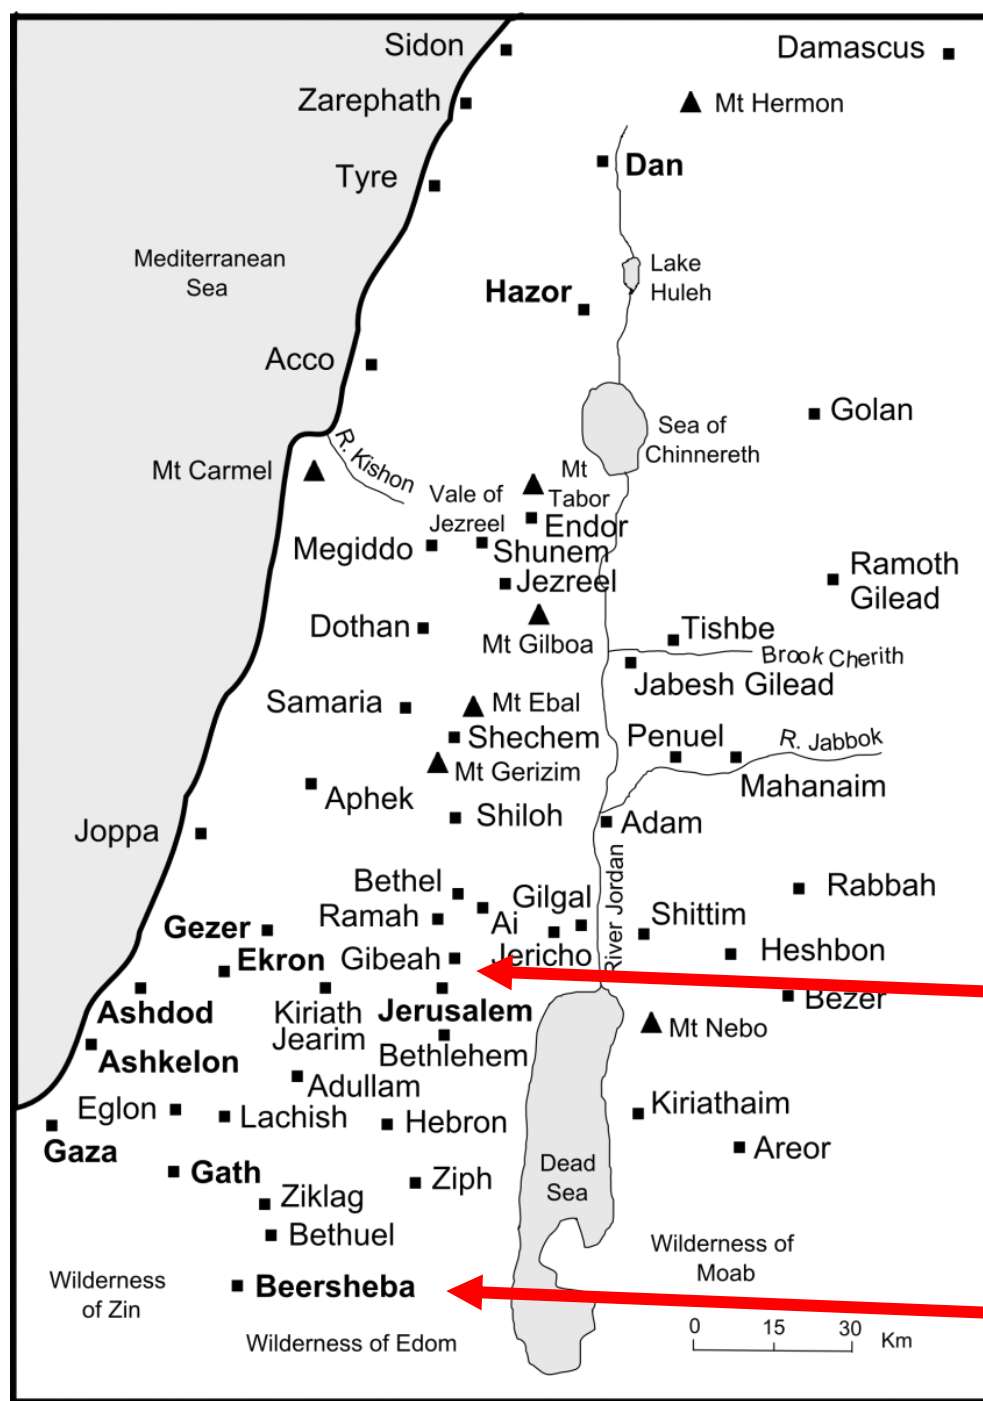 Sidon
Damascus
Zarephath
Mt Hermon
Dan
Tyre
Mediterranean
Sea
Lake
Huleh
Hazor
Acco
Golan
Sea of
Chinnereth
R. Kishon
Mt Carmel
Mt
Tabor
Vale of
Jezreel
Endor
Megiddo
Shunem
Ramoth
Gilead
Jezreel
Dothan
Mt Gilboa
Tishbe
Brook Cherith
Jabesh Gilead
Samaria
Mt Ebal
Shechem
Penuel
R. Jabbok
Mt Gerizim
Mahanaim
Aphek
Shiloh
Adam
Joppa
River Jordan
Bethel
Gilgal
Rabbah
Ramah
Ai
Shittim
Gezer
Jericho
Heshbon
Ekron
Gibeah
Bezer
Ashdod
Kiriath
Jearim
Jerusalem
Mt Nebo
Bethlehem
Ashkelon
Adullam
Eglon
Lachish
Hebron
Kiriathaim
Gaza
Areor
Gath
Ziph
Dead
Sea
Ziklag
Bethuel
Wilderness of
Moab
Wilderness
of Zin
Beersheba
Wilderness of Edom
0 15 30 Km